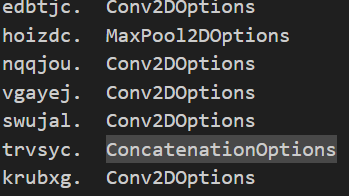 edbtjc. Conv2DOptions
hoizdc. MaxPool2DOptions
nqqjou. Conv2DOptions
vgayej. Conv2DOptions
swujal. Conv2DOptions
trvsyc. ConcatenationOptions
krubxg. Conv2DOptions